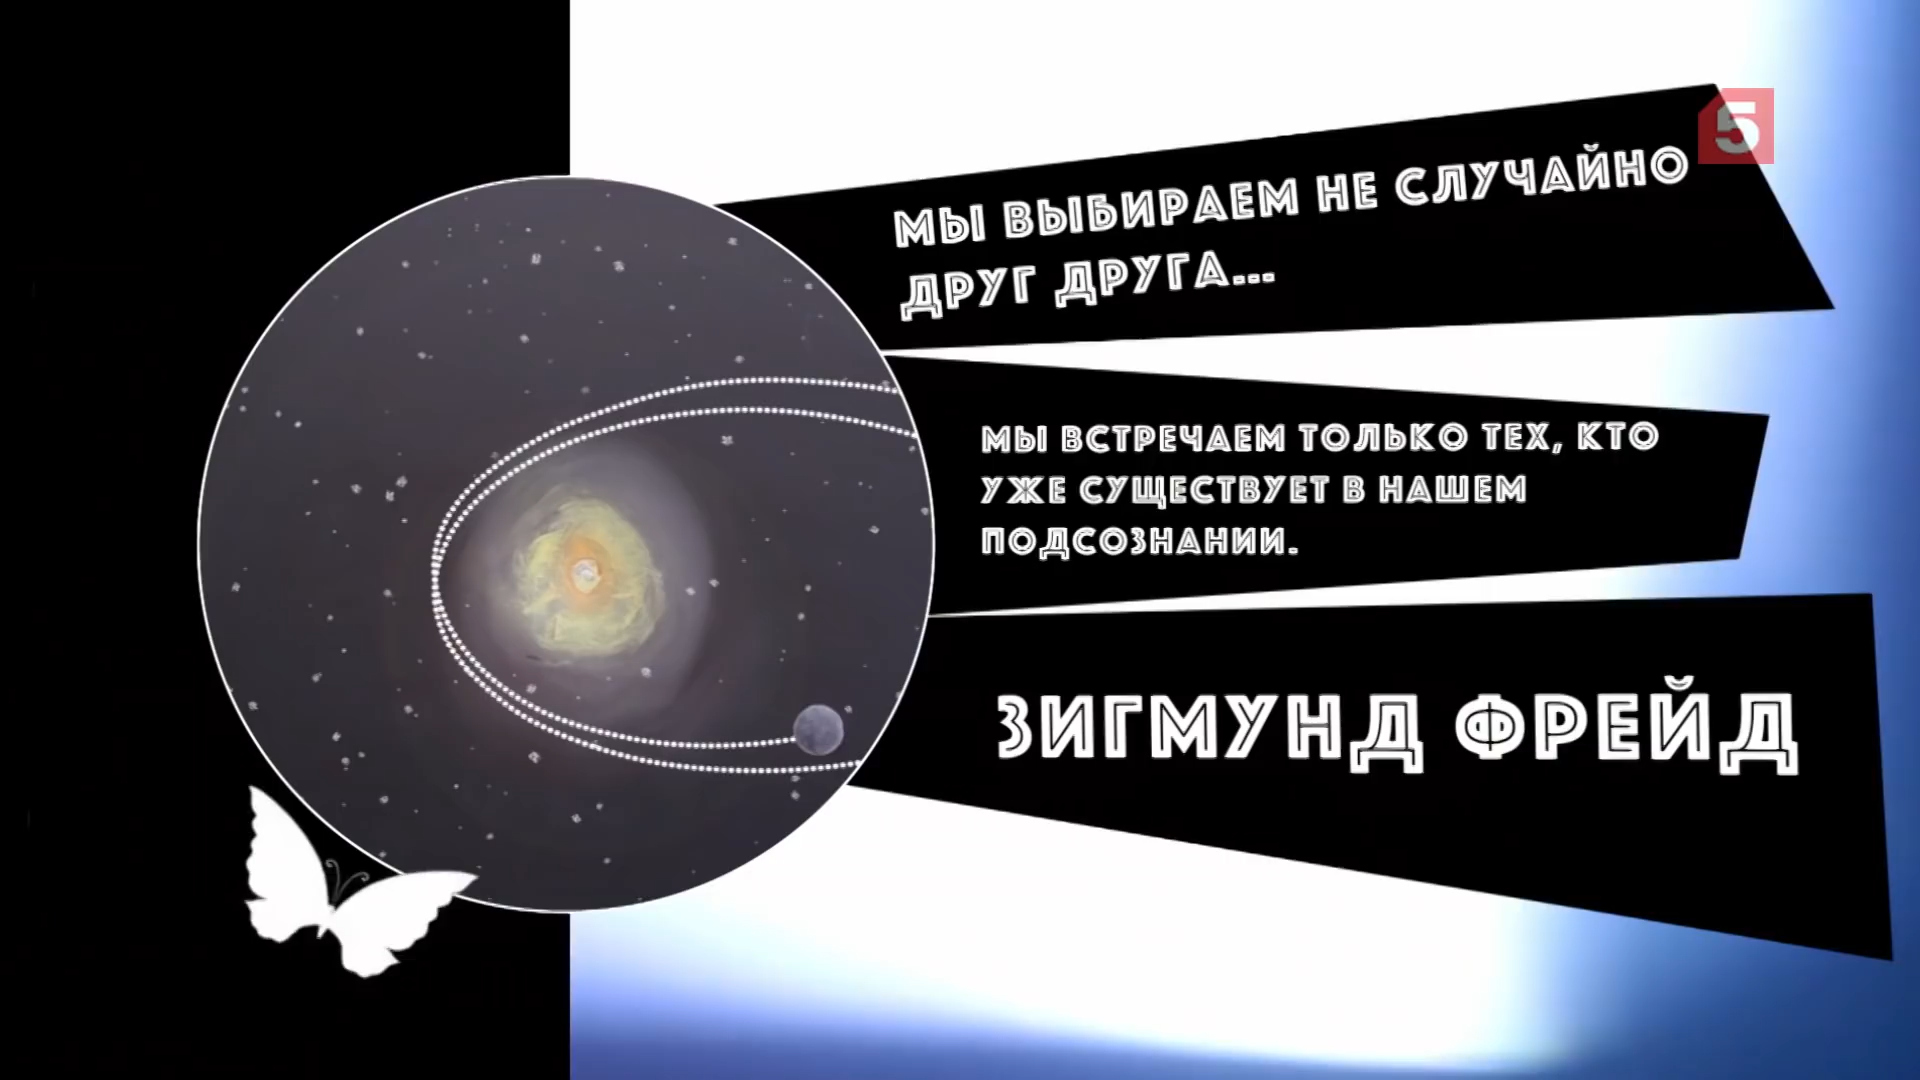 5
МЫ ВЫБИРАЕМ НЕ СЛУЧАЙНО
ДРУГ ДРУГА...
МЫ ВСТРЕЧАЕМ ТОЛЬКО ТЕХ, КТО
УЖЕ СУЩЕСТВУЕТ В НАШЕМ
ПОДСОЗНАНИИ.
ЗИГМУНД ФРЕЙД